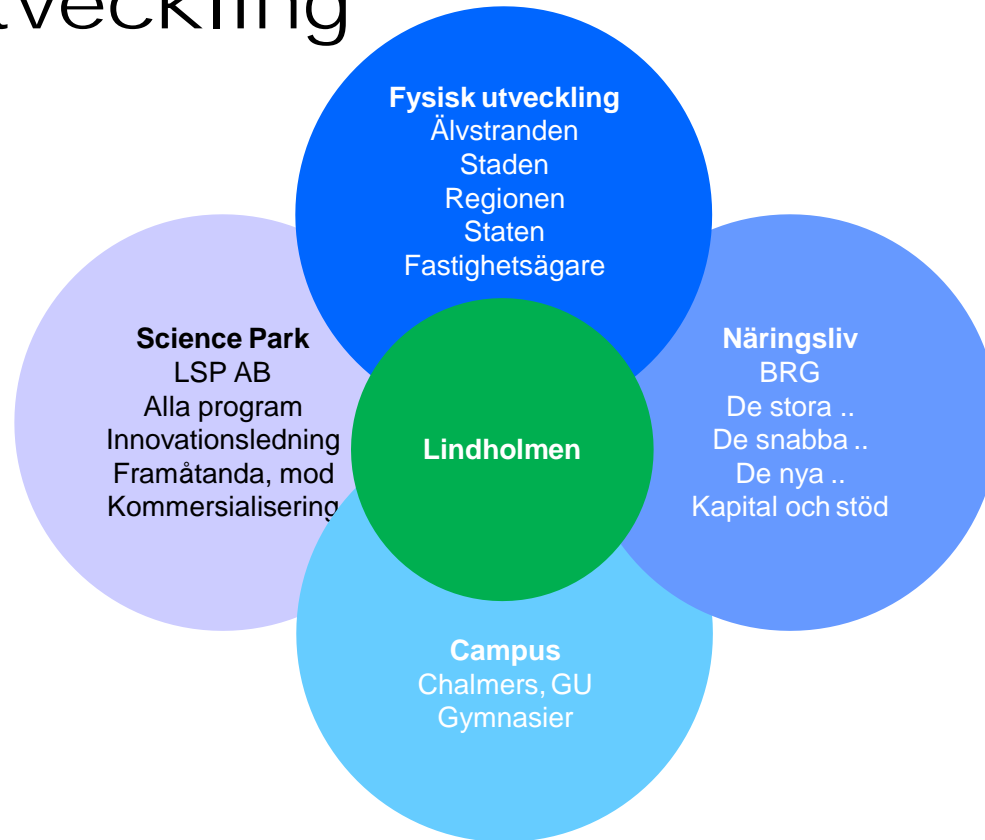 tveckling
Fysisk utveckling
Älvstranden
Staden
Regionen
Staten
Fastighetsägare
Science Park
LSP AB
Alla program
Innovationsledning
Framåtanda, mod
Kommersialisering
Lindholmen
Näringsliv
BRG
De stora ..
De snabba ..
De nya ..
Kapital och stöd
Campus
Chalmers, GU
Gymnasier